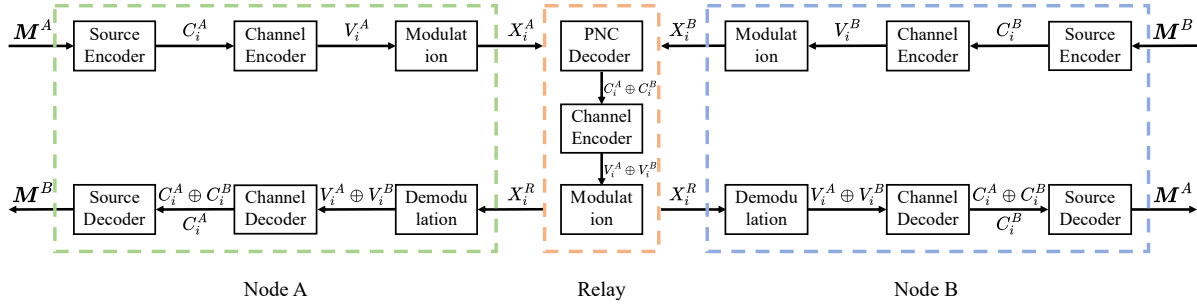 M^A
Source
Encoder
C_i^A
Channel
Encoder
V_i^A
Modulat
ion
X_i^A
PNC
Decoder
X_i^B
Modulat
ion
V_i^B
Channel
Encoder
C_i^B
Source
Encoder
M^B
C_i^A ⊕ C_i^B
Channel
Encoder
V_i^A ⊕ V_i^B
M^B
Source
Decoder
C_i^A ⊕ C_i^B
C_i^A
Channel
Decoder
V_i^A ⊕ V_i^B
Demodu
lation
X_i^R
Modulat
ion
X_i^R
Demodu
lation
V_i^A ⊕ V_i^B
Channel
Decoder
C_i^A ⊕ C_i^B
C_i^B
Source
Decoder
M^A
Node A
Relay
Node B